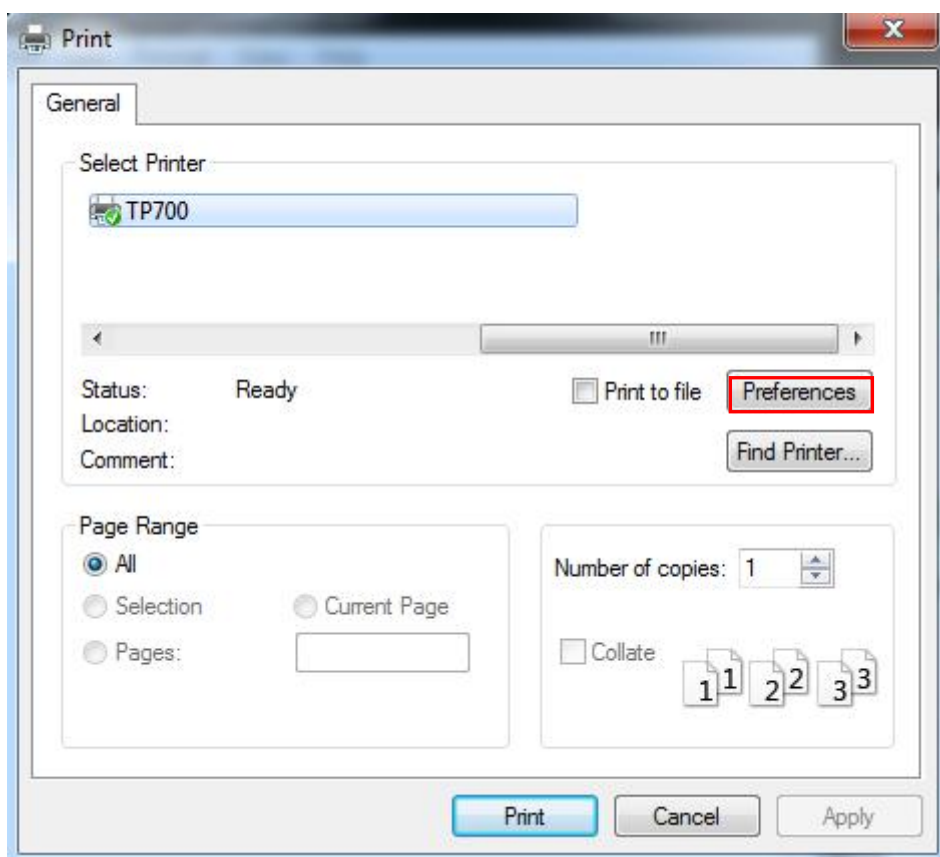 Print
General
Select Printer
TP700
Status: Ready
Print to file
Preferences
Location:
Comment:
Find Printer...
Page Range
All
Selection
Current Page
Pages:
Number of copies: 1
Collate
1 1 2 2 3 3
Print
Cancel
Apply